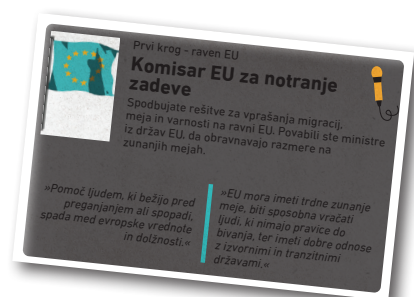 Prvi krog - raven EU
Komisar EU za notranje
zadeve
Spodbujate rešitve za vprašanja migracij,
meja in varnosti na ravni EU. Povabili ste ministre
iz držav EU, da obravnavajo razmere na
zunanjih mejah.
»Pomoč ljudem, ki bežijo pred
preganjanjem ali spopadi,
spada med evropske vrednote
in dolžnosti.«
»EU mora imeti trdne zunanje
meje, biti sposobna vračati
ljudi, ki nimajo pravice do
bivanja, ter imeti dobre odnose
z izvornimi in tranzitnimi
državami.«